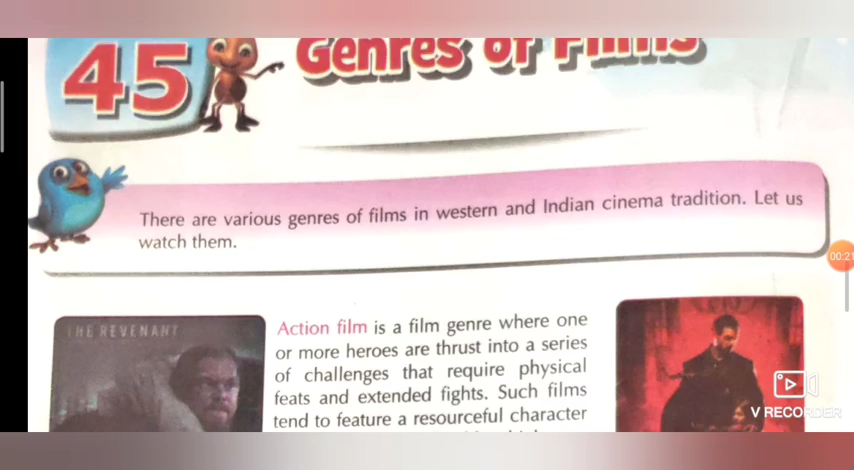 45
Genres of Films
There are various genres of films in western and Indian cinema tradition. Let us
watch them.
THE REVENANT
Action film is a film genre where one
or more heroes are thrust into a series
of challenges that require physical
feats and extended fights. Such films
tend to feature a resourceful character
00:21
V RECORDER